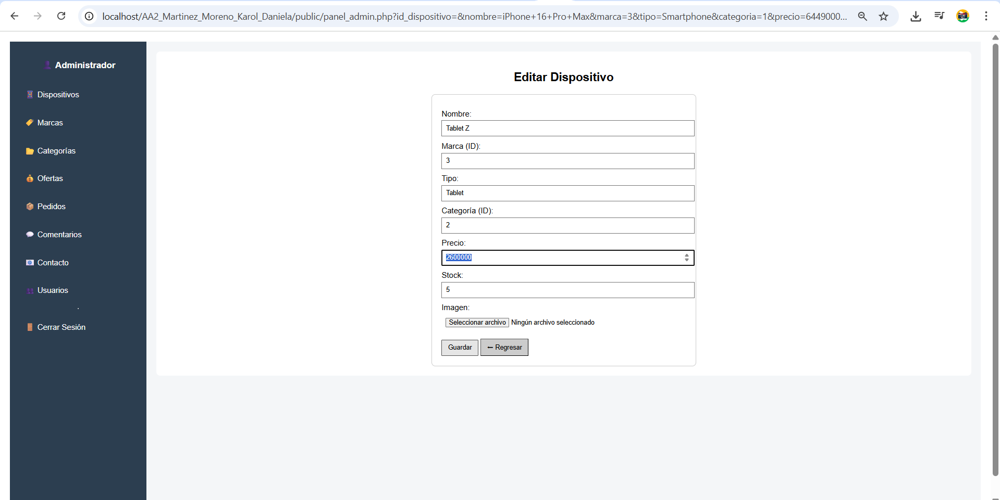 localhost/AA2_Martinez_Moreno_Karol_Daniela/public/panel_admin.php?id_dispositivo=&nombre=iPhone+16+Pro+Max&marca=3&tipo=Smartphone&categoria=1&precio=6449000...
Administrador
Dispositivos
Marcas
Categorías
Ofertas
Pedidos
Comentarios
Contacto
Usuarios
.
Cerrar Sesión
Editar Dispositivo
Nombre:
Tablet Z
Marca (ID):
3
Tipo:
Tablet
Categoría (ID):
2
Precio:
2600000
Stock:
5
Imagen:
Seleccionar archivo Ningún archivo seleccionado
Guardar ← Regresar